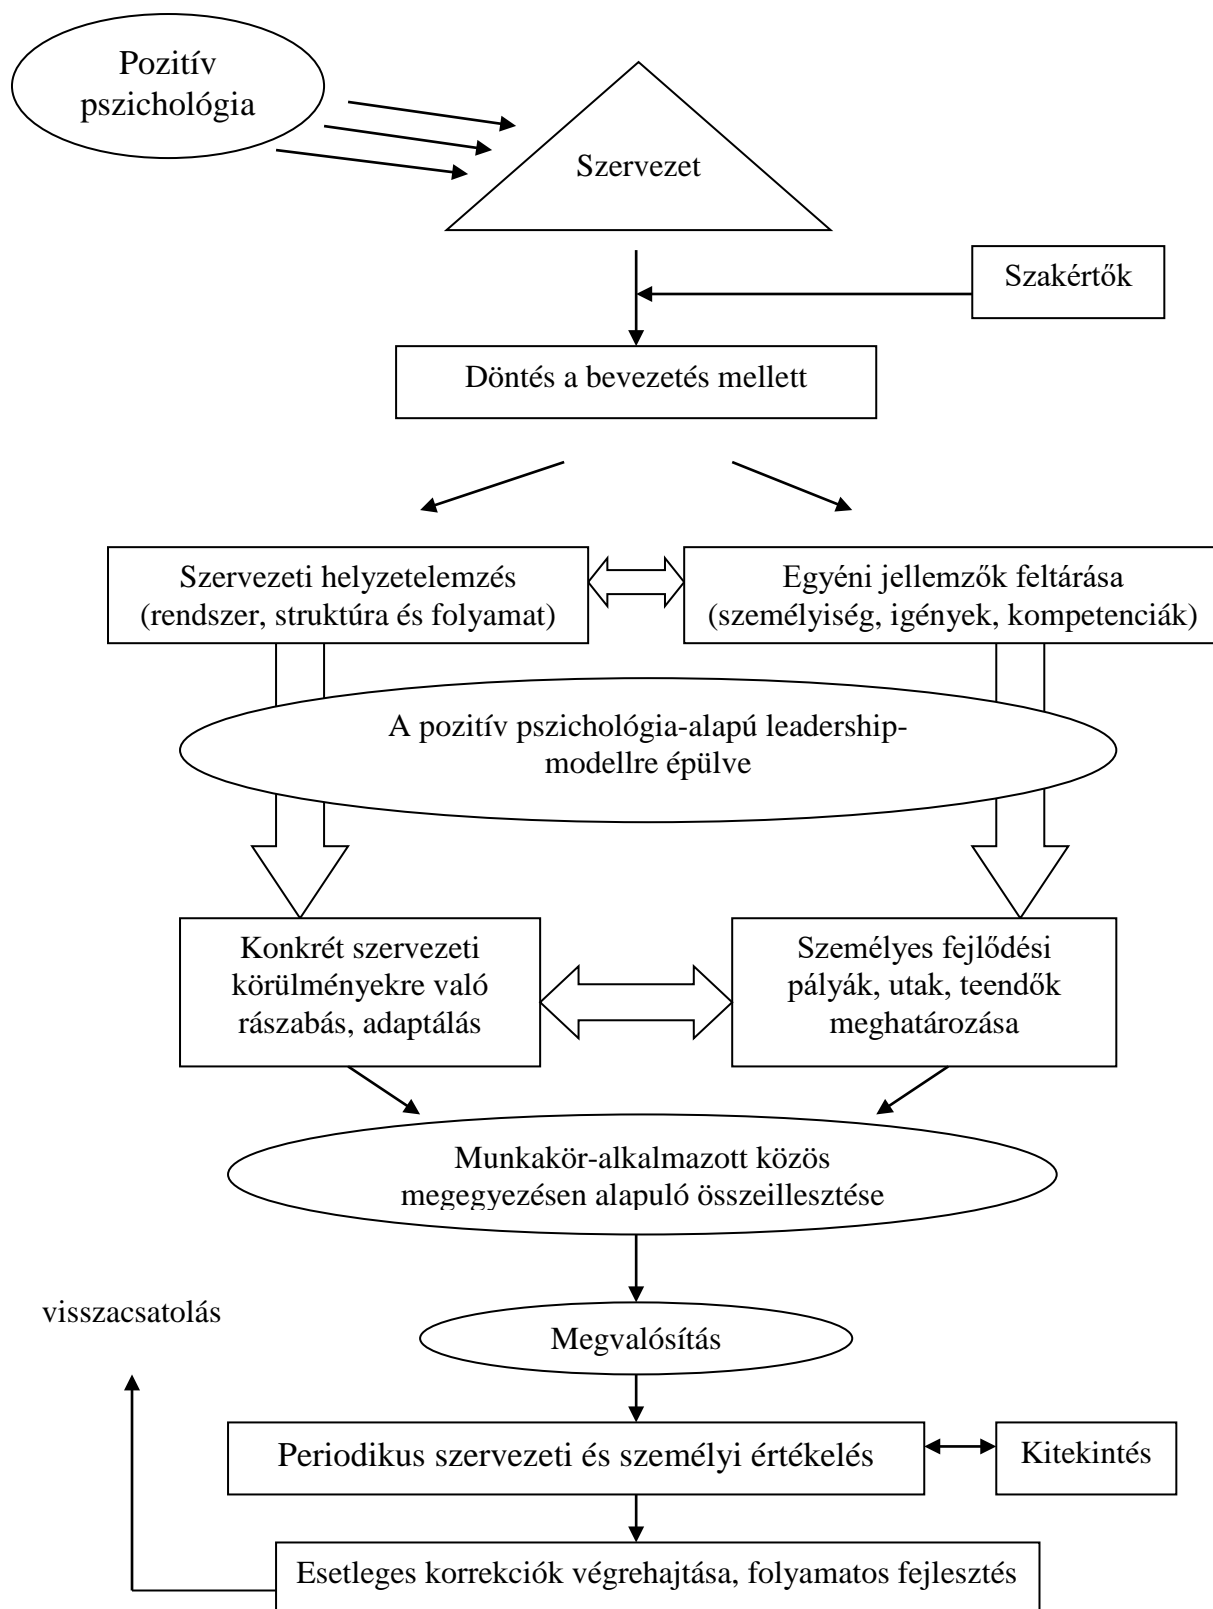 Pozitív
pszichológia
Szervezet
Szakértők
Döntés a bevezetés mellett
Szervezeti helyzetelemzés
(rendszer, struktúra és folyamat)
Egyéni jellemzők feltárása
(személyiség, igények, kompetenciák)
A pozitív pszichológia-alapú leadership-
modellre épülve
Konkrét szervezeti
körülményekre való
rászabás, adaptálás
Személyes fejlődési
pályák, utak, teendők
meghatározása
Munkakör-alkalmazott közös
megegyezésen alapuló összeillesztése
visszacsatolás
Megvalósítás
Periodikus szervezeti és személyi értékelés
Kitekintés
Esetleges korrekciók végrehajtása, folyamatos fejlesztés